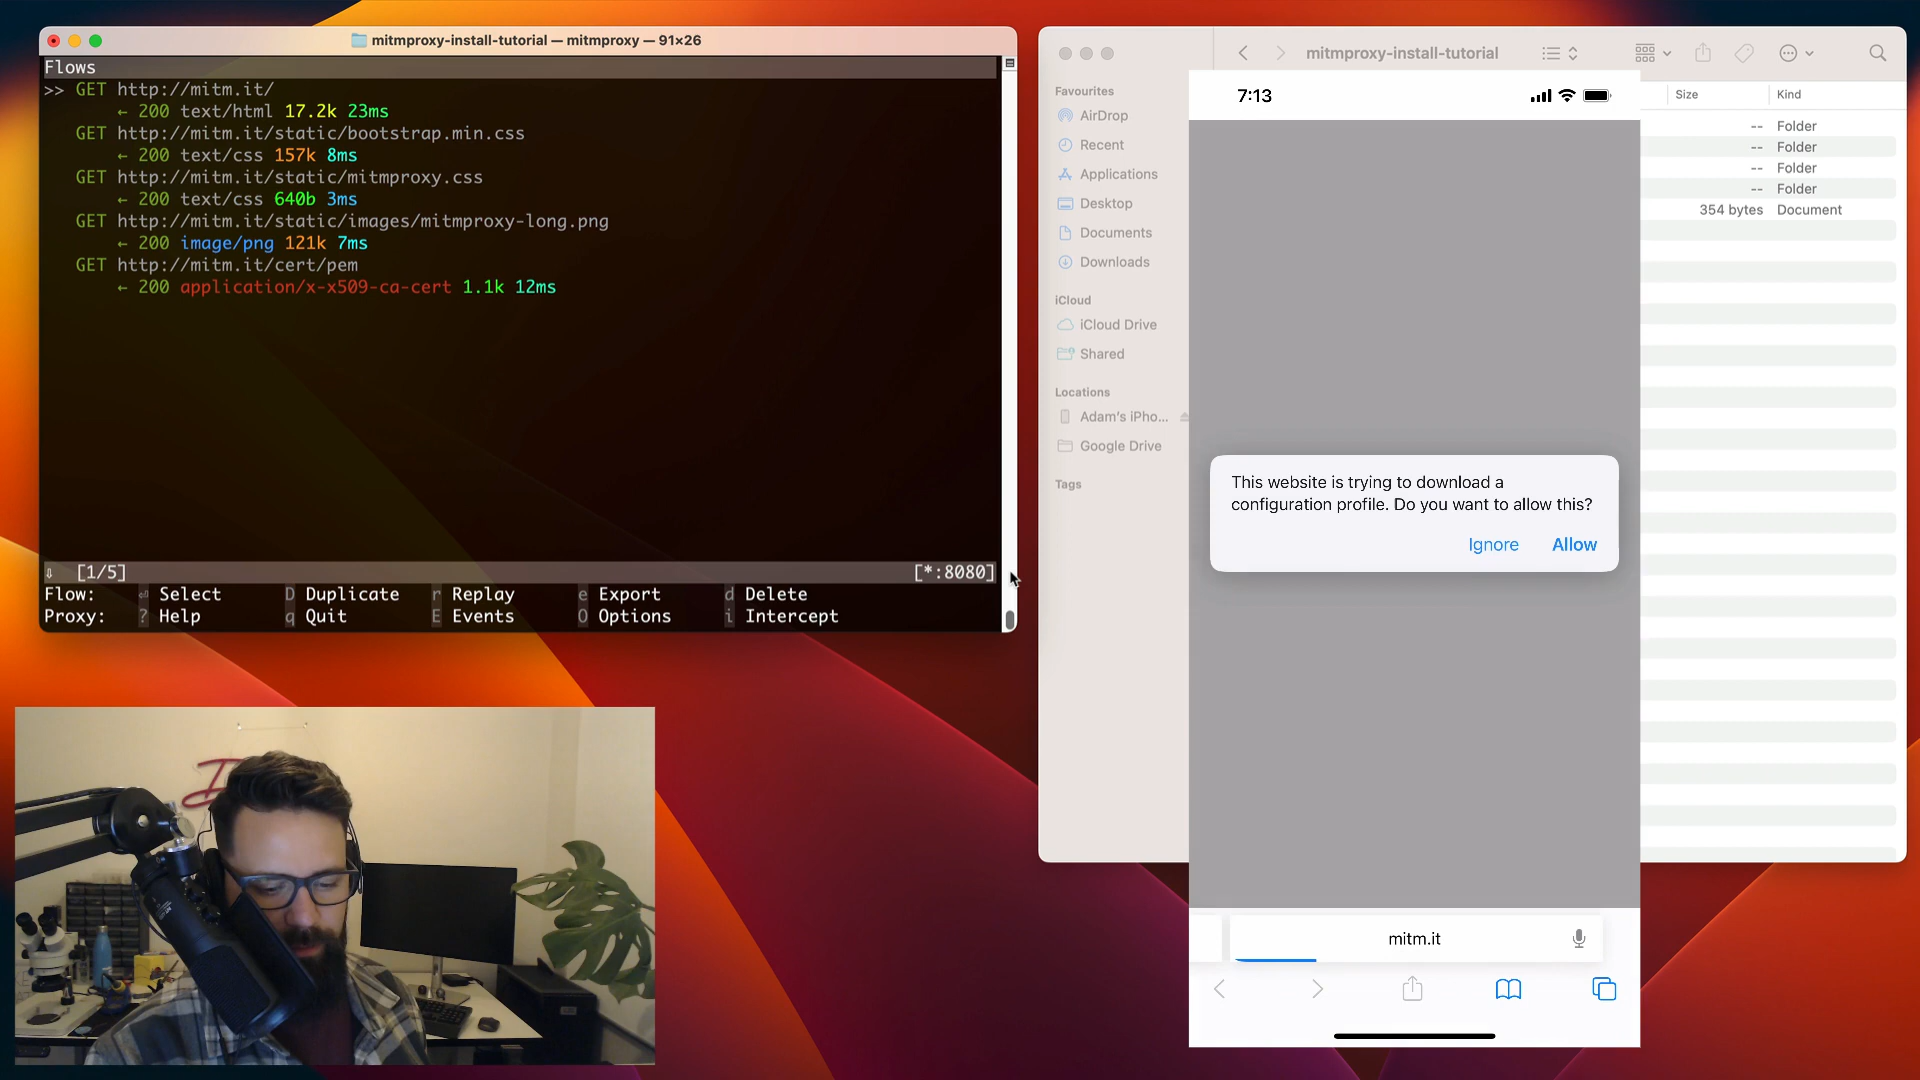 mitmproxy-install-tutorial — mitmproxy — 91×26
Flows
>> GET http://mitm.it/
← 200 text/html 17.2k 23ms
GET http://mitm.it/static/bootstrap.min.css
← 200 text/css 157k 8ms
GET http://mitm.it/static/mitmproxy.css
← 200 text/css 640b 3ms
GET http://mitm.it/static/images/mitmproxy-long.png
← 200 image/png 121k 7ms
GET http://mitm.it/cert/pem
← 200 application/x-x509-ca-cert 1.1k 12ms
⇩ [1/5] [*:8080]
Flow: ⏎ Select D Duplicate r Replay e Export d Delete
Proxy: ? Help q Quit E Events O Options i Intercept
mitmproxy-install-tutorial
Favourites
AirDrop
Recent
Applications
Desktop
Documents
Downloads
iCloud
iCloud Drive
Shared
Locations
Adam's iPho...
Google Drive
Tags
Size Kind
-- Folder
-- Folder
-- Folder
-- Folder
354 bytes Document
7:13
This website is trying to download a
configuration profile. Do you want to allow this?
Ignore Allow
mitm.it